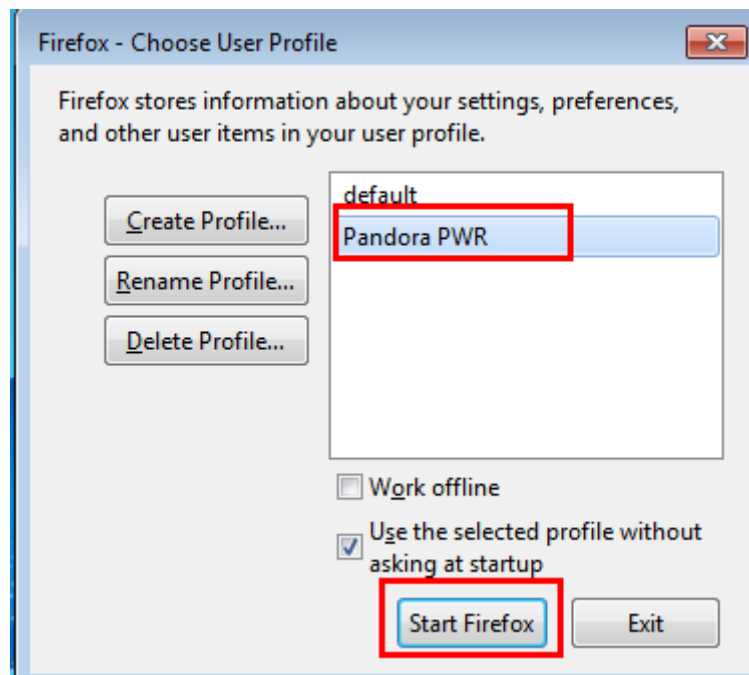 Firefox - Choose User Profile
Firefox stores information about your settings, preferences,
and other user items in your user profile.
Create Profile...
Rename Profile...
Delete Profile...
default
Pandora PWR
Work offline
Use the selected profile without
asking at startup
Start Firefox
Exit